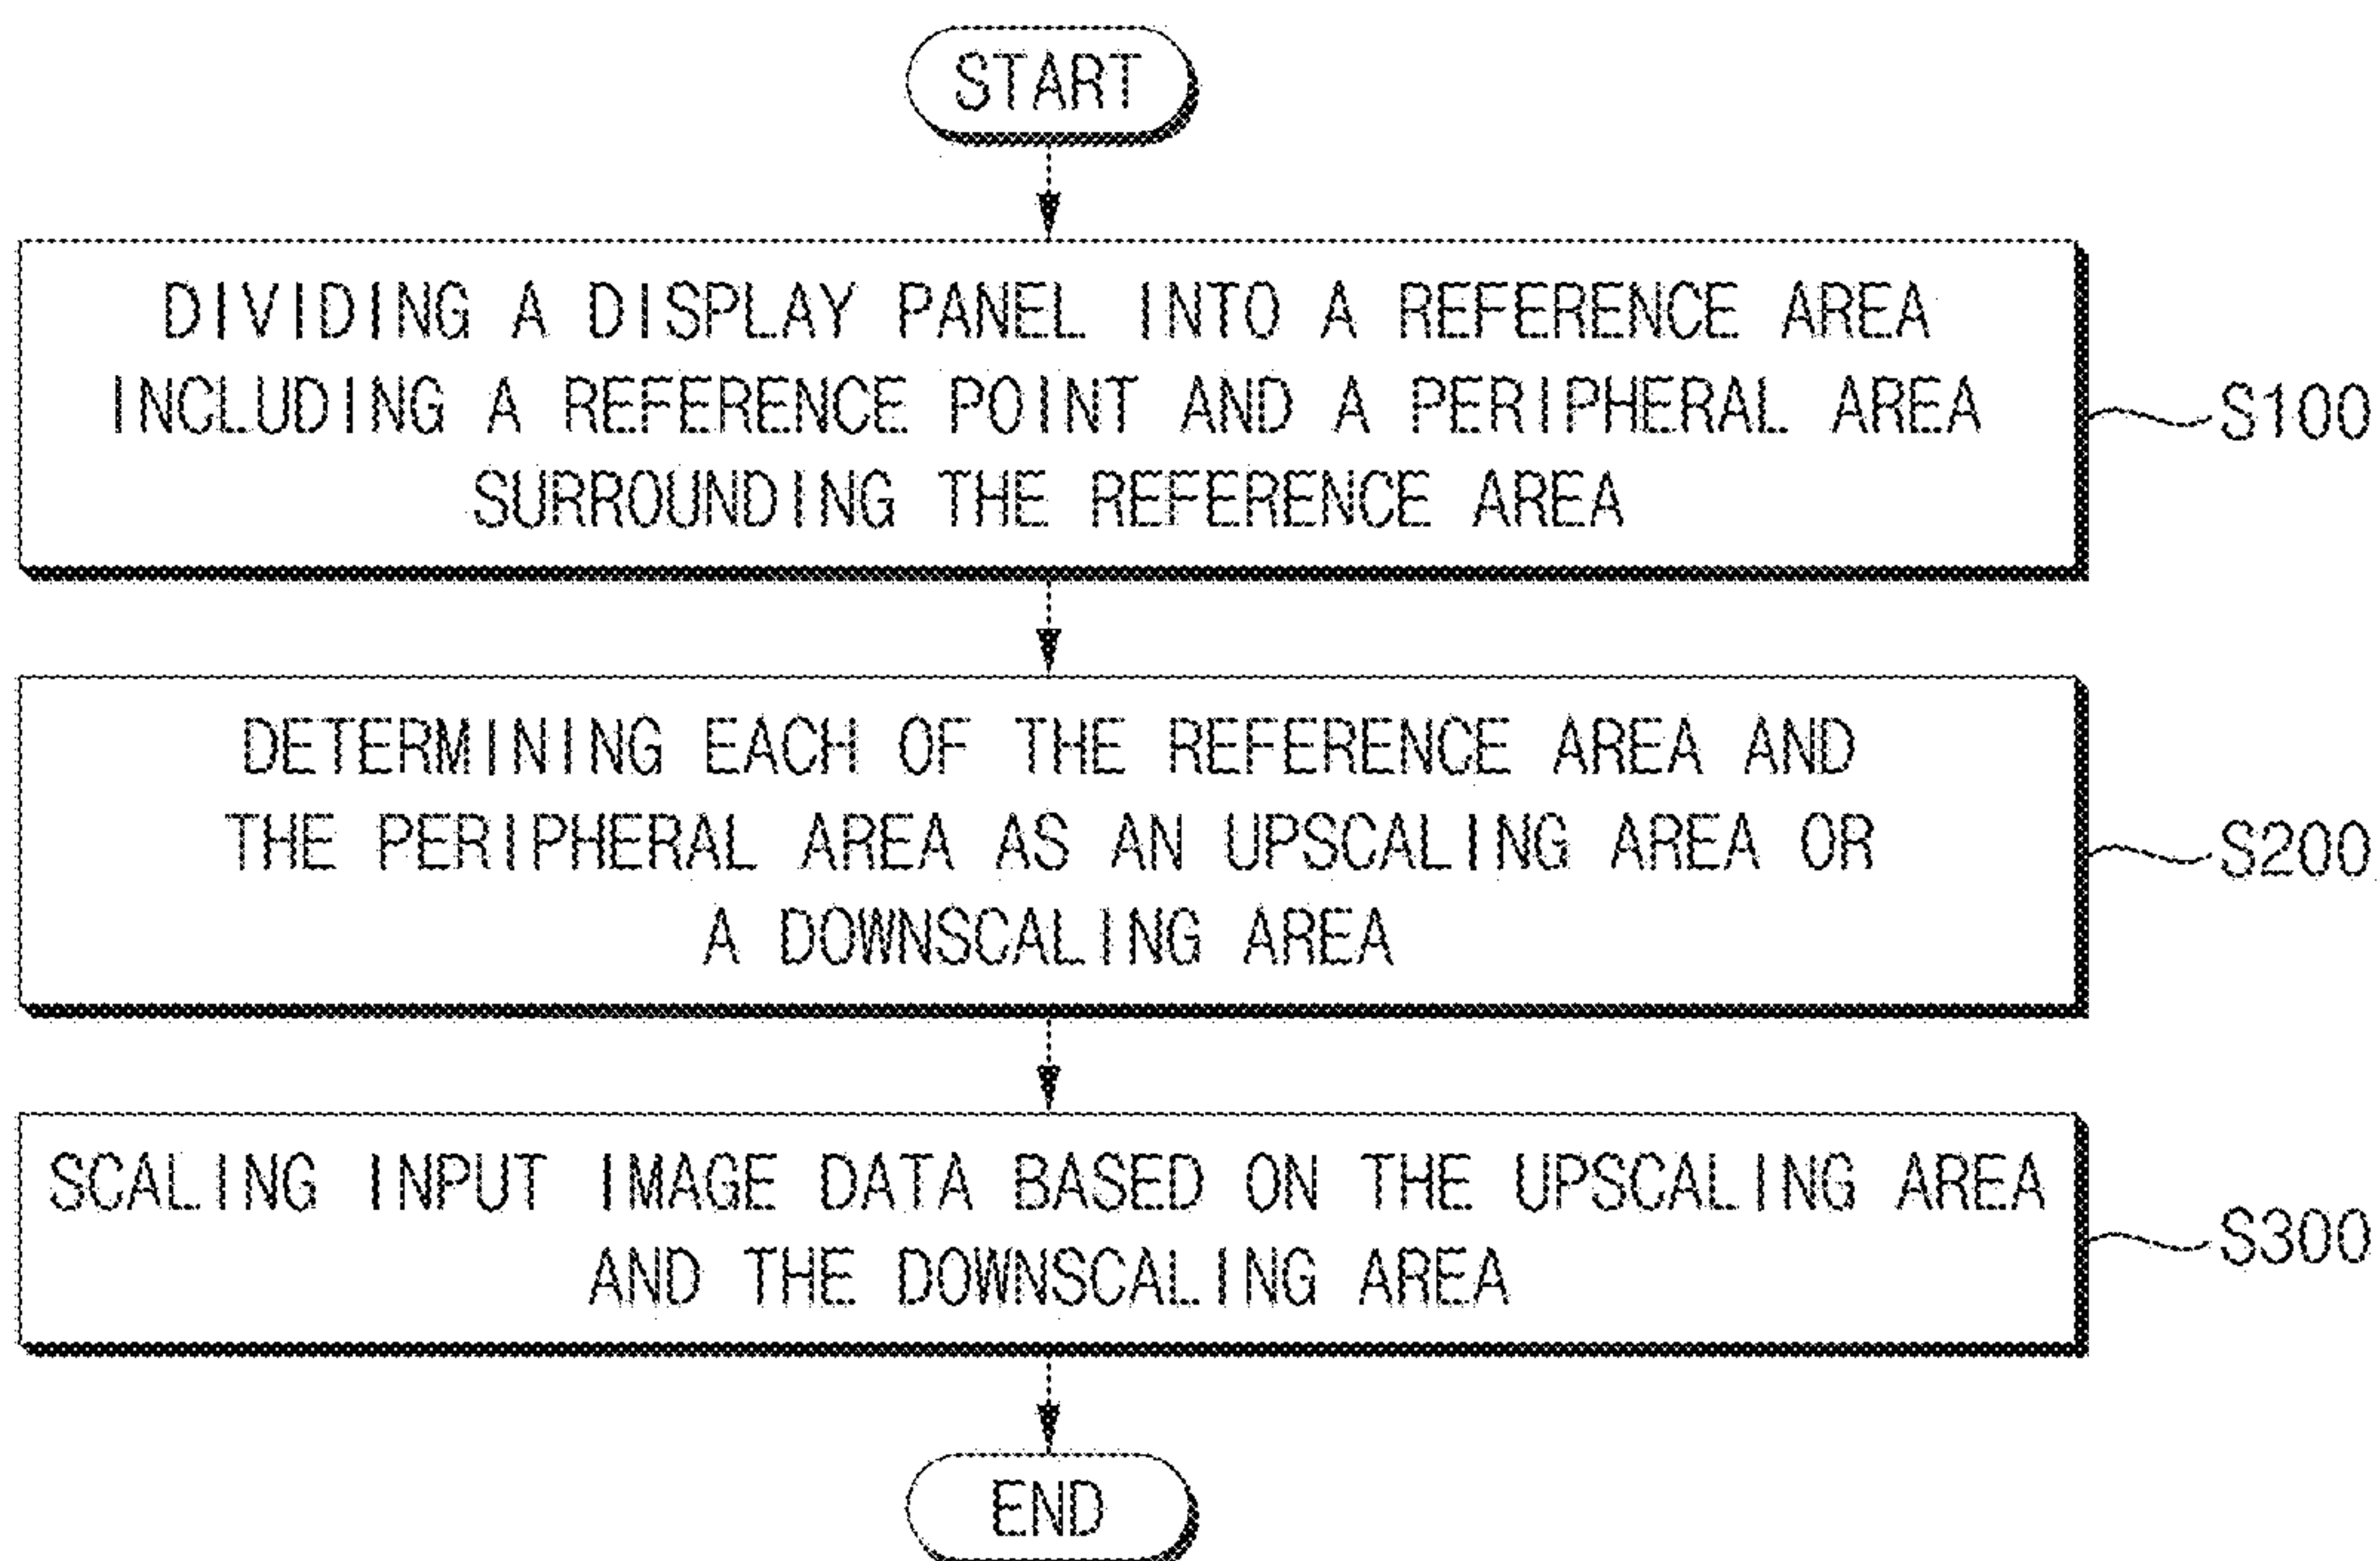 START
DIVIDING A DISPLAY PANEL INTO A REFERENCE AREA
INCLUDING A REFERENCE POINT AND A PERIPHERAL AREA
SURROUNDING THE REFERENCE AREA
S100
DETERMINING EACH OF THE REFERENCE AREA AND
THE PERIPHERAL AREA AS AN UPSCALING AREA OR
A DOWNSCALING AREA
S200
SCALING INPUT IMAGE DATA BASED ON THE UPSCALING AREA
AND THE DOWNSCALING AREA
S300
END